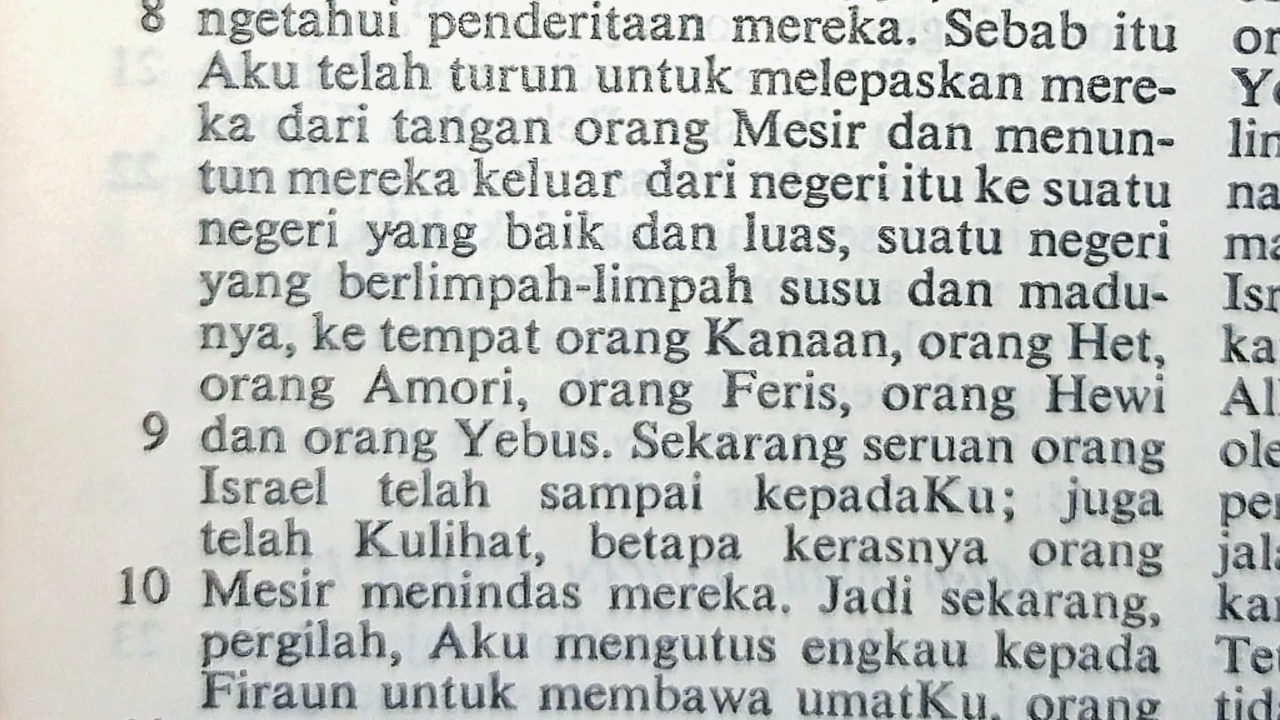 8 ngetahui penderitaan mereka. Sebab itu
Aku telah turun untuk melepaskan mere-
ka dari tangan orang Mesir dan menun-
tun mereka keluar dari negeri itu ke suatu
negeri yang baik dan luas, suatu negeri
yang berlimpah-limpah susu dan madu-
nya, ke tempat orang Kanaan, orang Het,
orang Amori, orang Feris, orang Hewi
9 dan orang Yebus. Sekarang seruan orang
Israel telah sampai kepadaKu; juga
telah Kulihat, betapa kerasnya orang
10 Mesir menindas mereka. Jadi sekarang,
pergilah, Aku mengutus engkau kepada
Firaun untuk membawa umatKu, orang